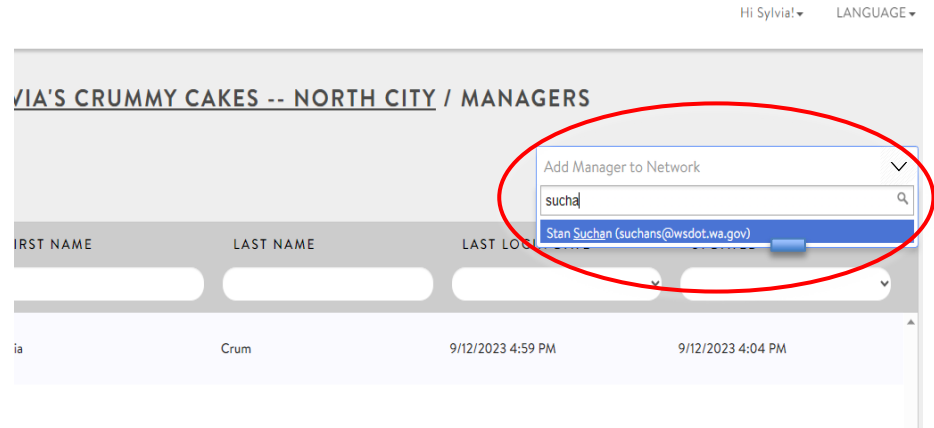 Hi Sylvia! LANGUAGE
VIA'S CRUMMY CAKES -- NORTH CITY / MANAGERS
Add Manager to Network
sucha
Stan Suchan (suchans@wsdot.wa.gov)
IRST NAME LAST NAME LAST LOGIN DATE
ia Crum 9/12/2023 4:59 PM 9/12/2023 4:04 PM